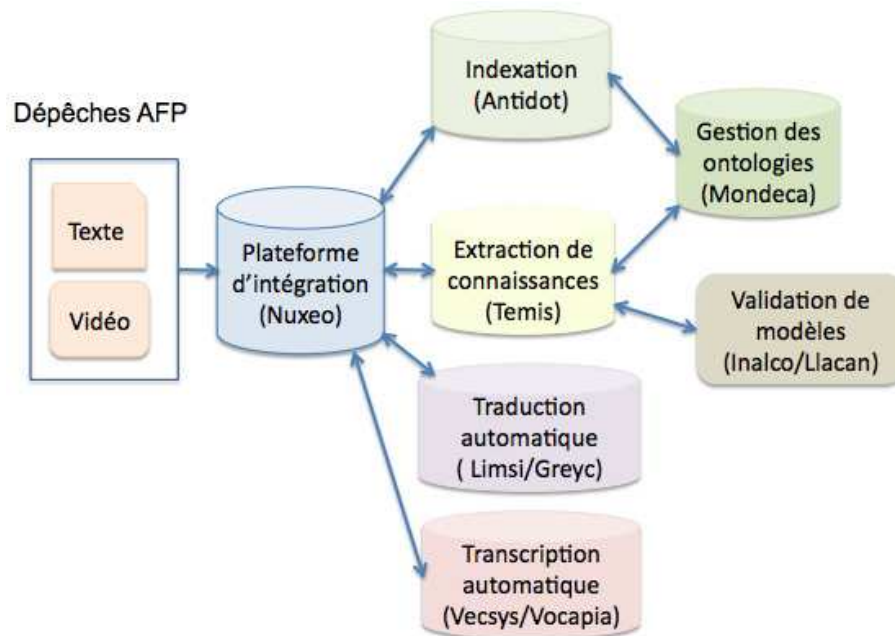 Dépêches AFP
Texte
Vidéo
Plateforme
d'intégration
(Nuxeo)
Indexation
(Antidot)
Extraction de
connaissances
(Temis)
Traduction
automatique
( Limsi/Greyc)
Transcription
automatique
(Vecsys/Vocapia)
Gestion des
ontologies
(Mondeca)
Validation de
modèles
(Inalco/Llacan)